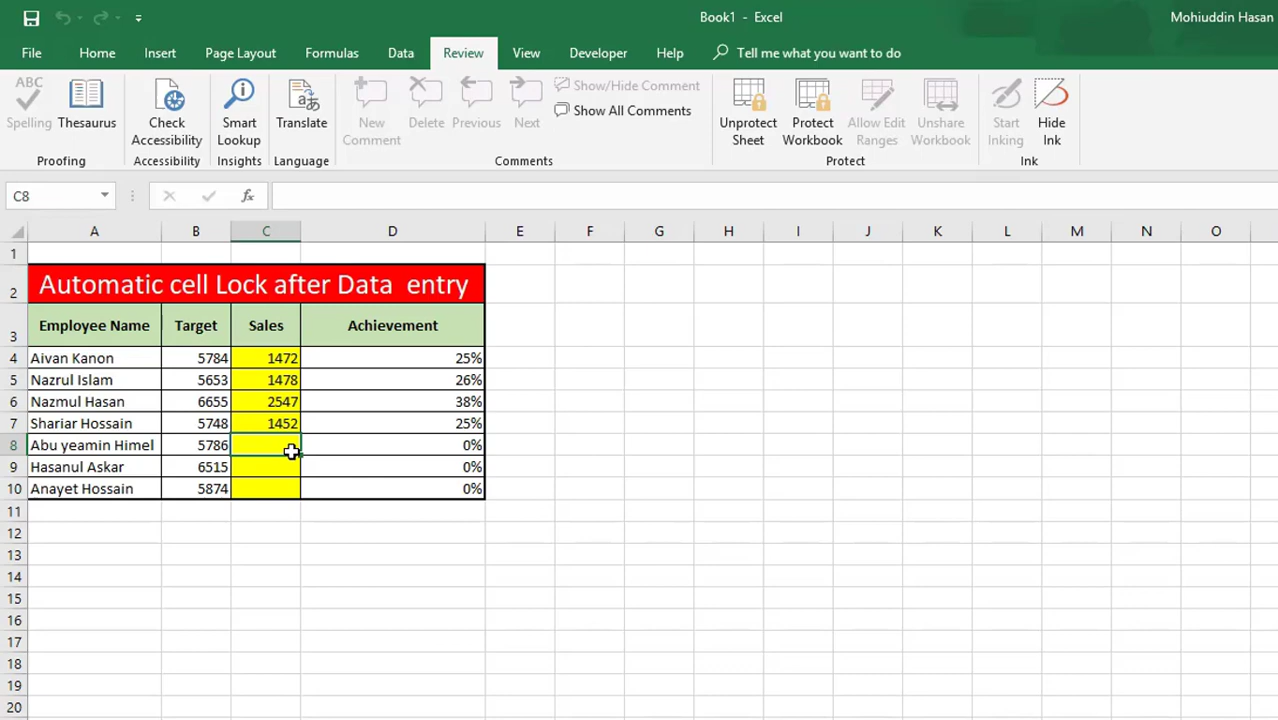 Book1 - Excel
Mohiuddin Hasan
File Home Insert Page Layout Formulas Data Review View Developer Help Tell me what you want to do
ABC
Spelling
Thesaurus
Proofing
Check
Accessibility
Accessibility
Smart
Lookup
Insights
Translate
Language
New
Comment
Delete
Previous
Next
Show/Hide Comment
Show All Comments
Comments
Unprotect
Sheet
Protect
Workbook
Allow Edit
Ranges
Unshare
Workbook
Protect
Start
Inking
Hide
Ink
Ink
C8 fx
A B C D E F G H I J K L M N O
1
2 Automatic cell Lock after Data entry
3 Employee Name Target Sales Achievement
4 Aivan Kanon 5784 1472 25%
5 Nazrul Islam 5653 1478 26%
6 Nazmul Hasan 6655 2547 38%
7 Shariar Hossain 5748 1452 25%
8 Abu yeamin Himel 5786 0%
9 Hasanul Askar 6515 0%
10 Anayet Hossain 5874 0%
11
12
13
14
15
16
17
18
19
20